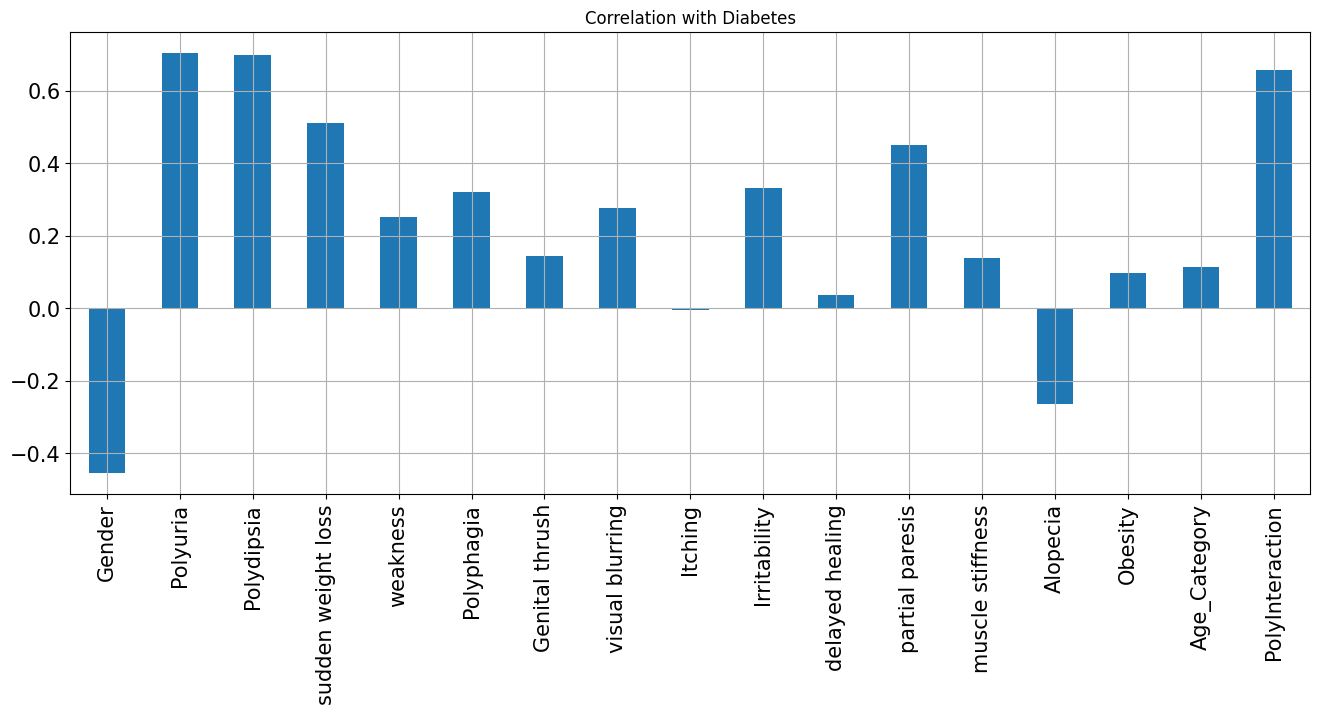 Correlation with Diabetes
0.6
0.4
0.2
0.0
−0.2
−0.4
Gender
Polyuria
Polydipsia
sudden weight loss
weakness
Polyphagia
Genital thrush
visual blurring
Itching
Irritability
delayed healing
partial paresis
muscle stiffness
Alopecia
Obesity
Age_Category
PolyInteraction